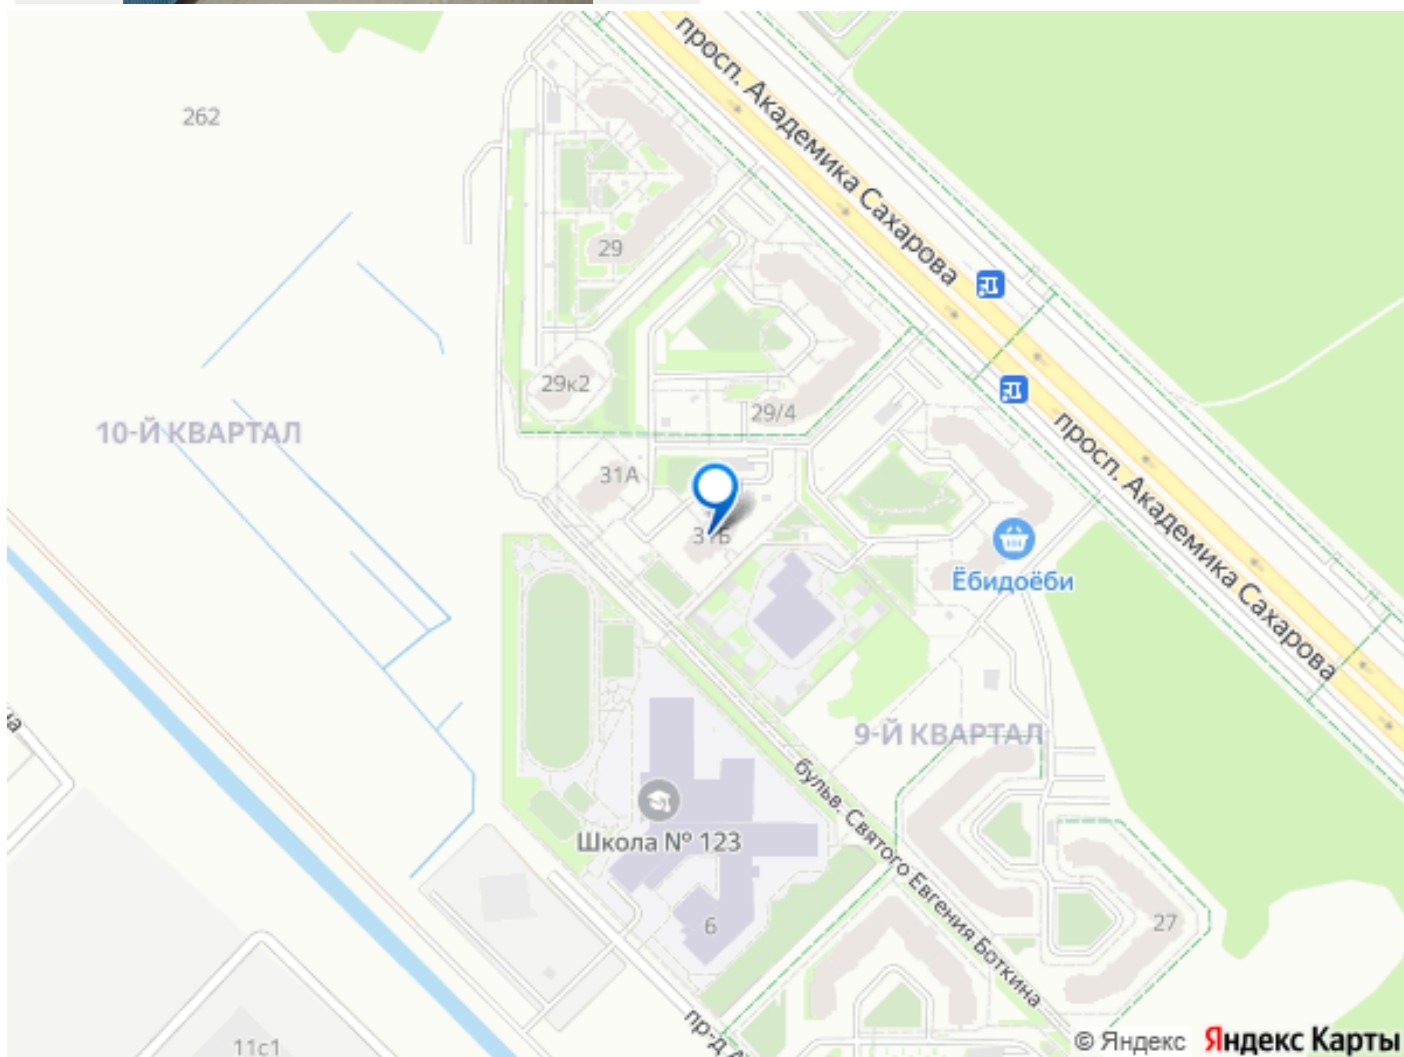 просп. Академика Сахарова
262
29
29к2
29/4
10-Й КВАРТАЛ
31А
31Б
просп. Академика Сахарова
Ёбидоёби
9-Й КВАРТАЛ
бульв. Святого Евгения Боткина
Школа № 123
27
6
пр-д А
11с1
© Яндекс Яндекс Карты